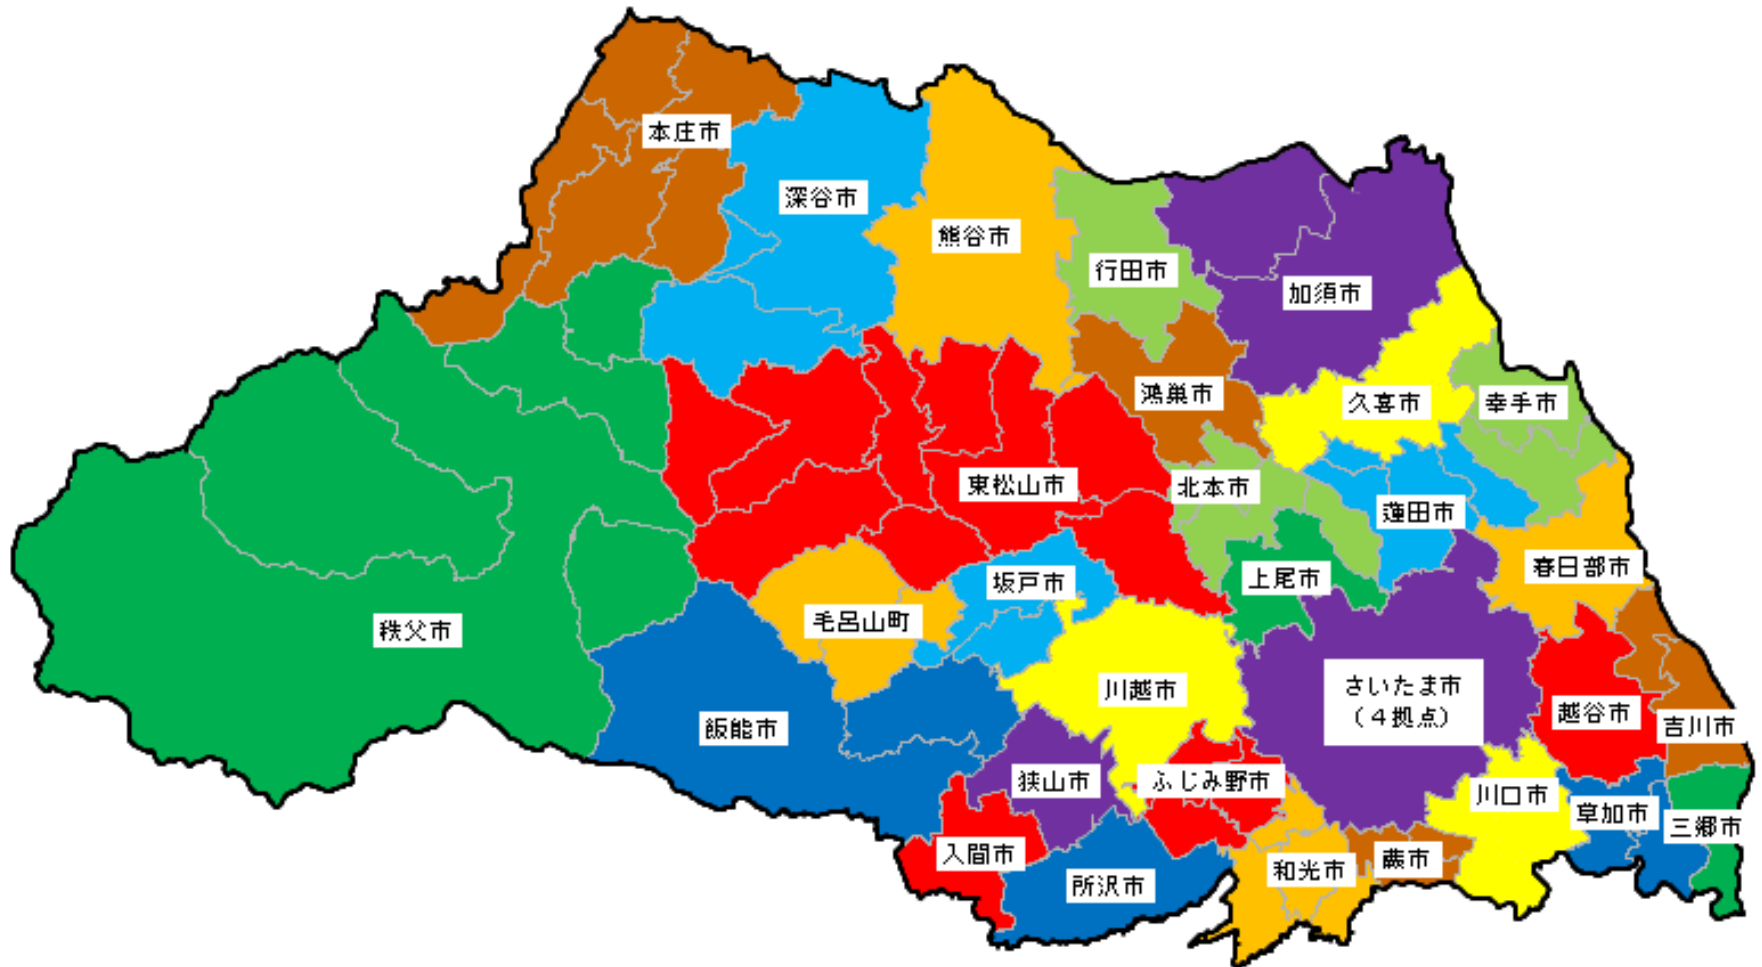 本庄市
深谷市
熊谷市
行田市
加須市
鴻巣市
久喜市
幸手市
東松山市
北本市
蓮田市
春日部市
坂戸市
上尾市
秩父市
毛呂山町
川越市
さいたま市
（４拠点）
越谷市
吉川市
飯能市
狭山市
ふじみ野市
川口市
草加市
三郷市
入間市
所沢市
和光市
蕨市